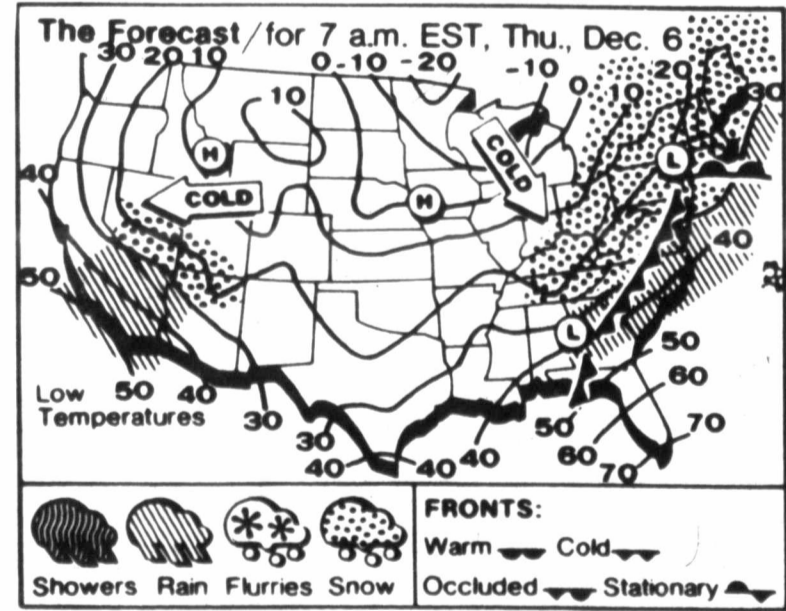 The Forecast / for 7 a.m. EST, Thu., Dec. 6
30 20 10 0 -10 -20 -10 0 10 20 30
10
H
L
COLD
40
COLD
H
40
50
L
50
Low
Temperatures
50 40 30 30 40 40 40 50 60 70 60 70
Showers Rain Flurries Snow
FRONTS:
Warm Cold
Occluded Stationary